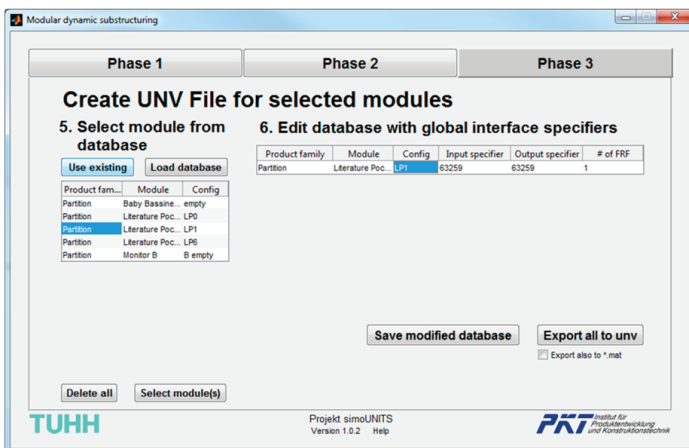 Modular dynamic substructuring
Phase 1 Phase 2 Phase 3
Create UNV File for selected modules
5. Select module from
database
6. Edit database with global interface specifiers
Use existing Load database
Product fam... Module Config
Partition Baby Bassine... empty
Partition Literature Poc... LP0
Partition Literature Poc... LP1
Partition Literature Poc... LP6
Partition Monitor B B empty
Product family Module Config Input specifier Output specifier # of FRF
Partition Literature Poc... LP1 63259 63259 1
Save modified database Export all to unv
Export also to *.mat
Delete all Select module(s)
TUHH
Projekt simoUNITS
Version 1.0.2 Help
PKT Institut für
Produktentwicklung
und Konstruktionstechnik